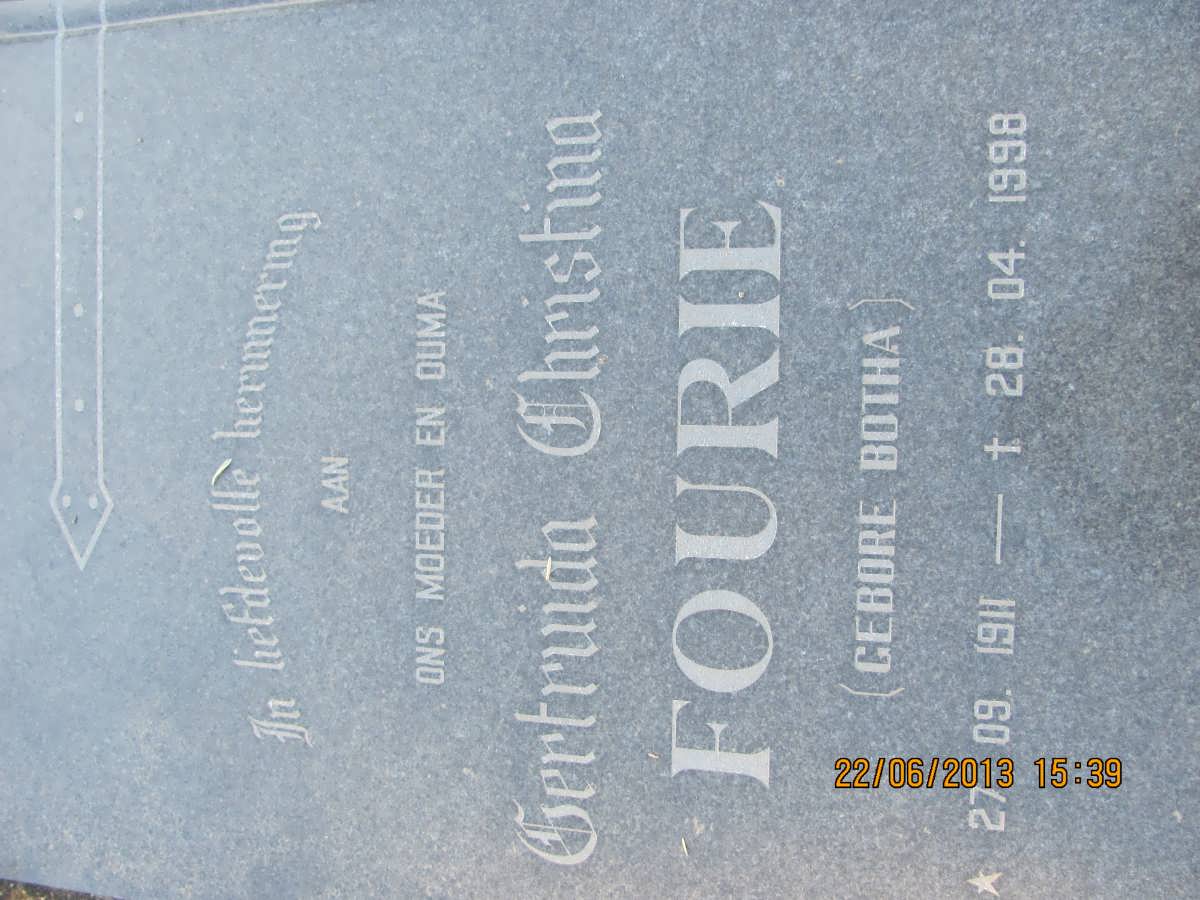 In liefdevolle herinnering
AAN
ONS MOEDER EN OUMA
Gertruida Christina
FOURIE
(GEBORE BOTHA)
★ 27 09. 1911 — † 28. 04. 1998
22/06/2013 15:39